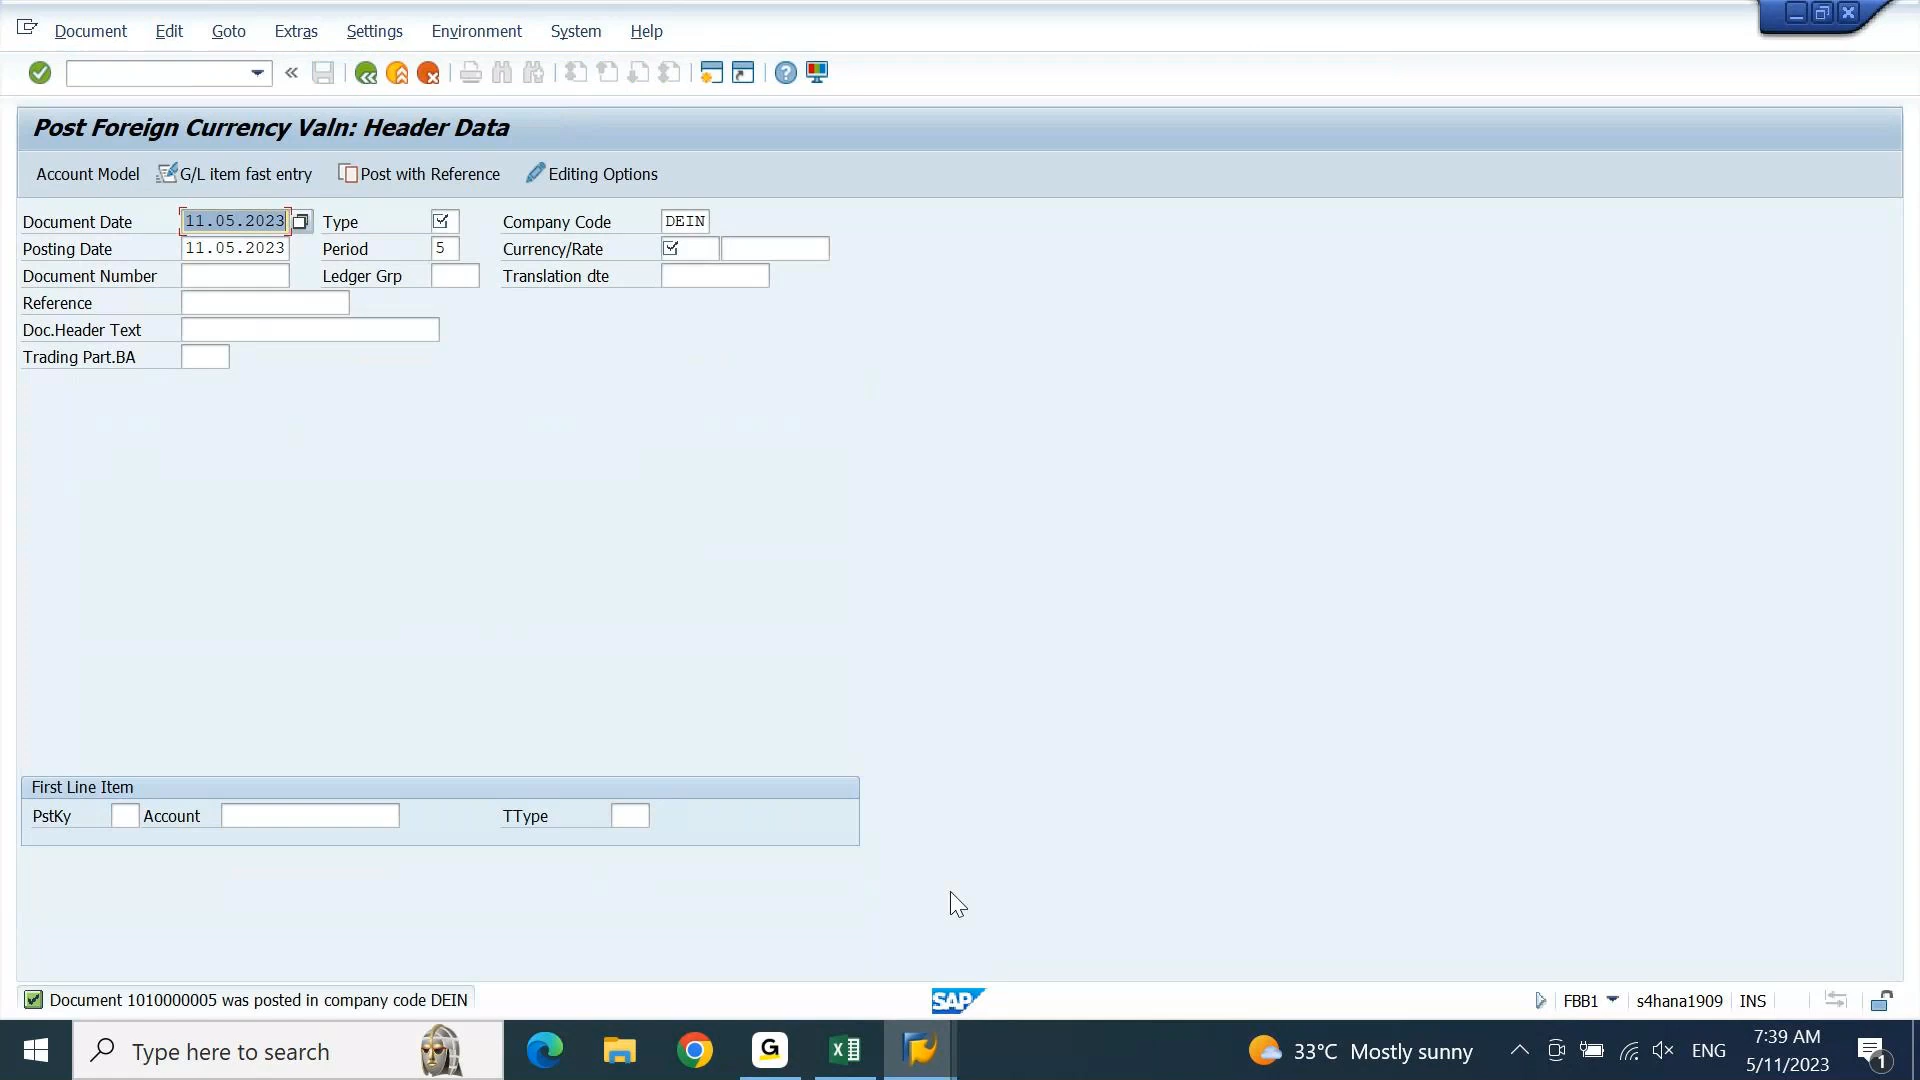 Document Edit Goto Extras Settings Environment System Help
Post Foreign Currency Valn: Header Data
Account Model G/L item fast entry Post with Reference Editing Options
Document Date 11.05.2023 Type Company Code DEIN
Posting Date 11.05.2023 Period 5 Currency/Rate
Document Number Ledger Grp Translation dte
Reference
Doc.Header Text
Trading Part.BA
First Line Item
PstKy Account TType
Document 1010000005 was posted in company code DEIN SAP FBB1 s4hana1909 INS
Type here to search 33°C Mostly sunny ENG 7:39 AM
5/11/2023 1